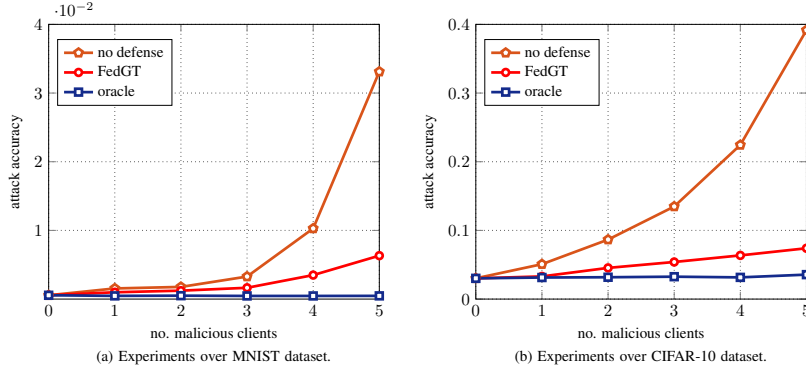 ·10⁻²
4
3
2
1
0 1 2 3 4 5
no defense
FedGT
oracle
attack accuracy
no. malicious clients
(a) Experiments over MNIST dataset.
0.4
0.3
0.2
0.1
0
0 1 2 3 4 5
no defense
FedGT
oracle
attack accuracy
no. malicious clients
(b) Experiments over CIFAR-10 dataset.